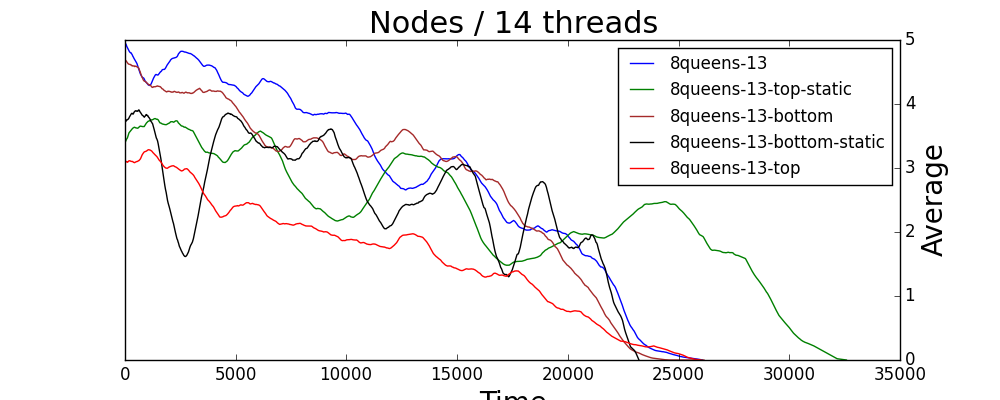 Nodes / 14 threads
8queens-13
8queens-13-top-static
8queens-13-bottom
8queens-13-bottom-static
8queens-13-top
5
4
3
2
1
0
Average
0 5000 10000 15000 20000 25000 30000 35000
Time